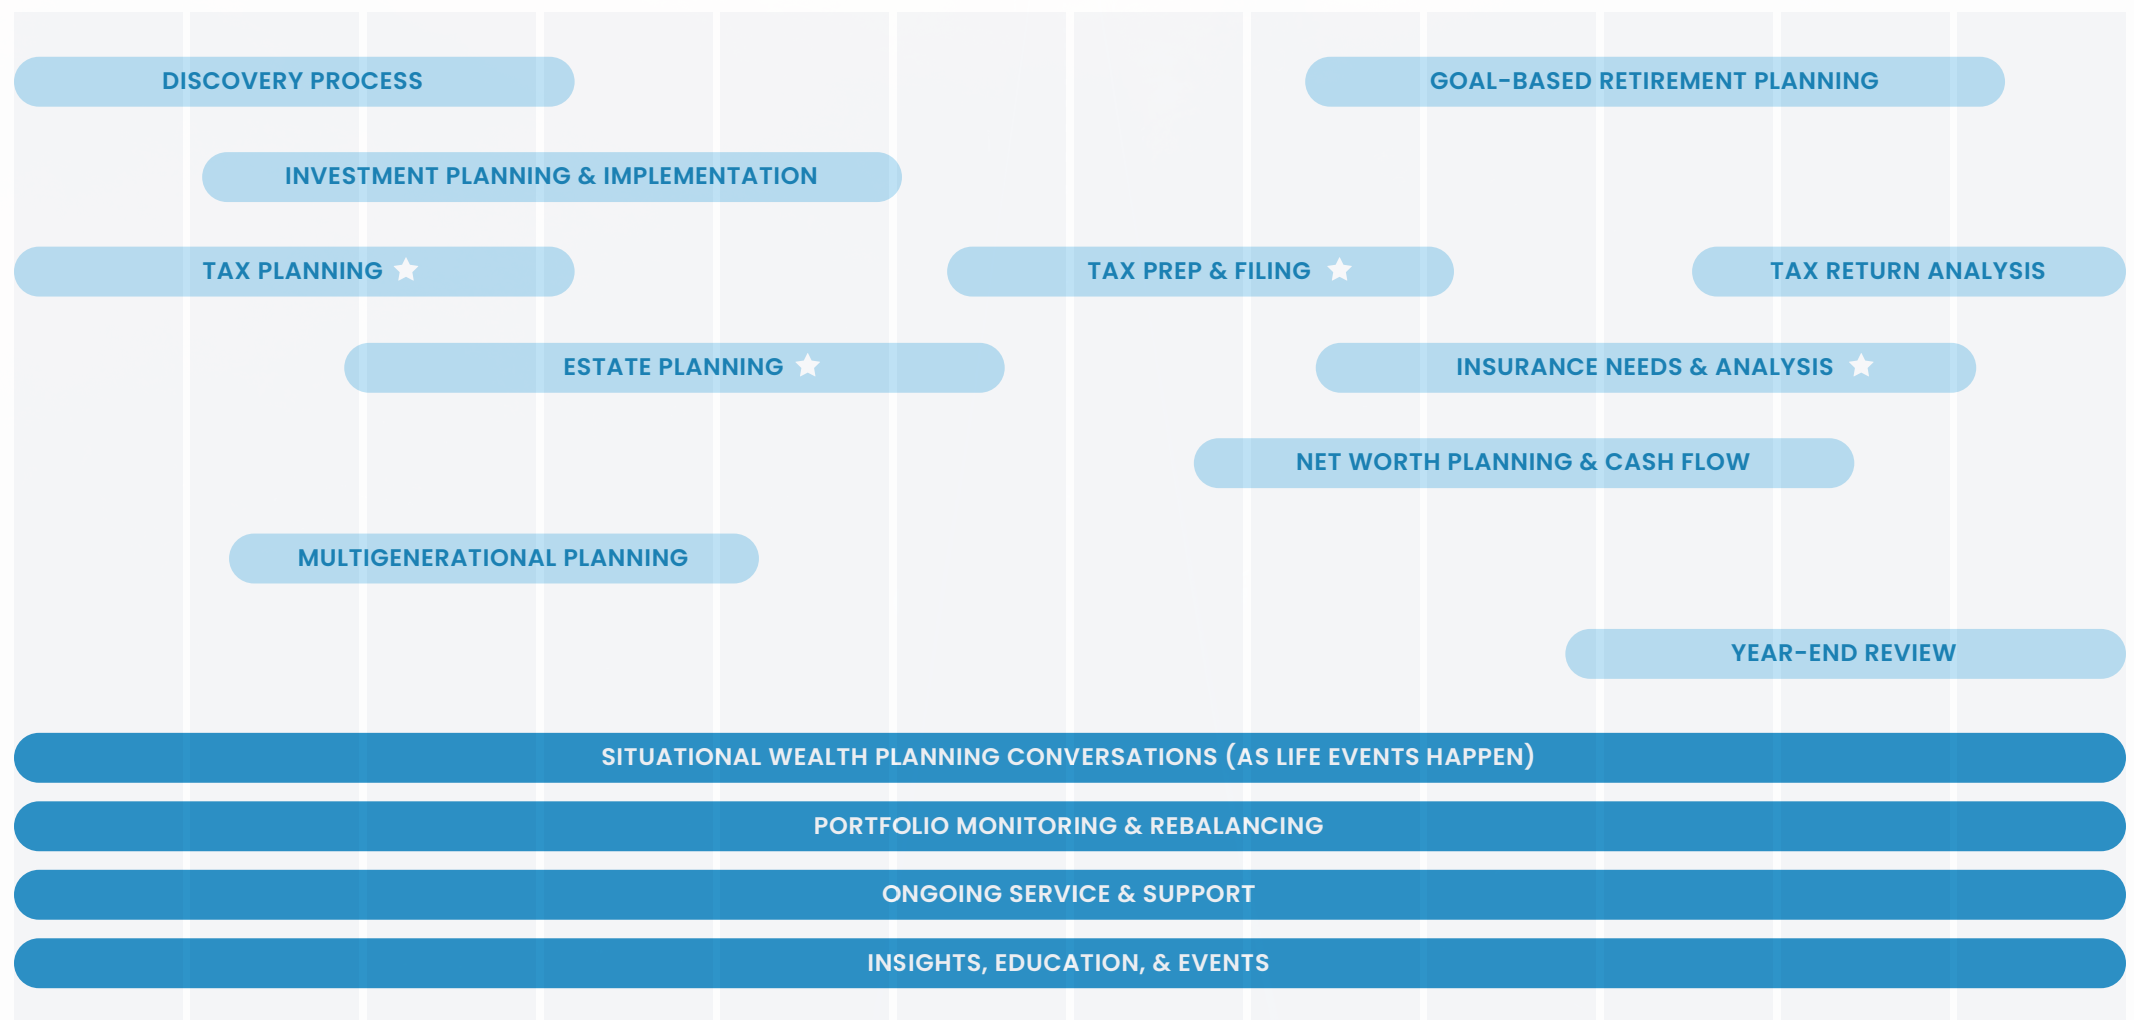 DISCOVERY PROCESS
GOAL-BASED RETIREMENT PLANNING
INVESTMENT PLANNING & IMPLEMENTATION
TAX PLANNING
TAX PREP & FILING
TAX RETURN ANALYSIS
ESTATE PLANNING
INSURANCE NEEDS & ANALYSIS
NET WORTH PLANNING & CASH FLOW
MULTIGENERATIONAL PLANNING
YEAR-END REVIEW
SITUATIONAL WEALTH PLANNING CONVERSATIONS (AS LIFE EVENTS HAPPEN)
PORTFOLIO MONITORING & REBALANCING
ONGOING SERVICE & SUPPORT
INSIGHTS, EDUCATION, & EVENTS